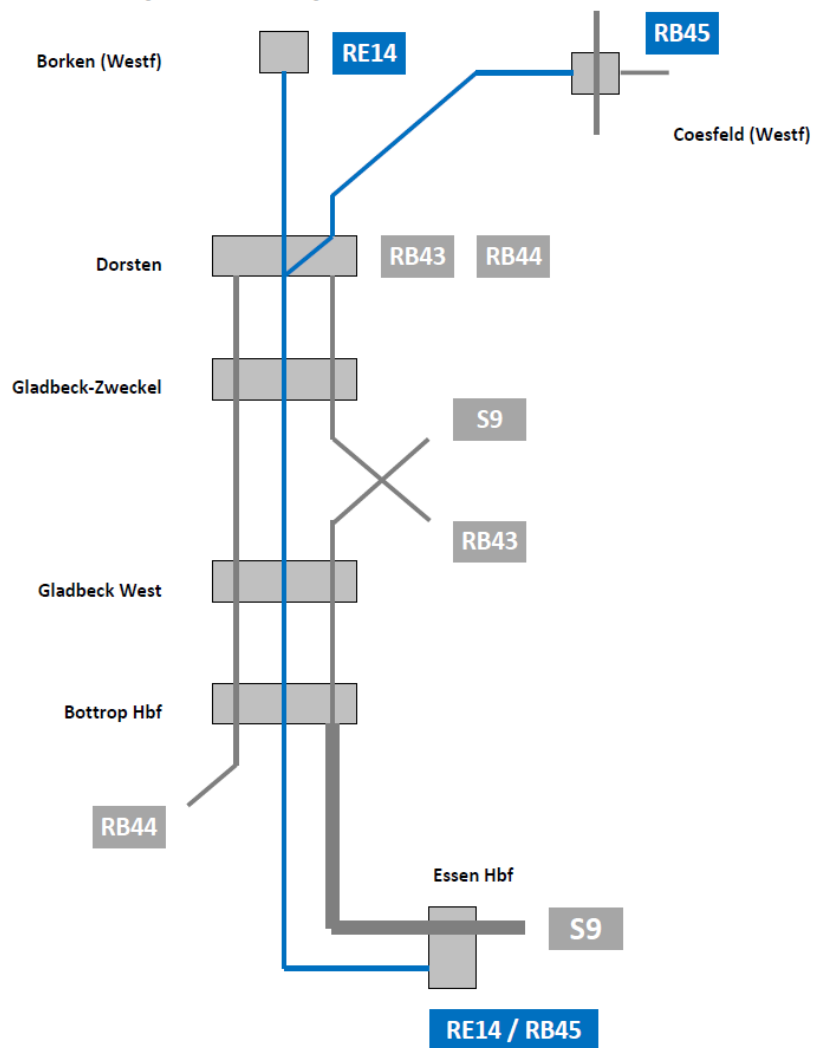 RB45
Borken (Westf)
RE14
Coesfeld (Westf)
Dorsten
RB43
RB44
Gladbeck-Zweckel
S9
RB43
Gladbeck West
Bottrop Hbf
RB44
Essen Hbf
S9
RE14 / RB45